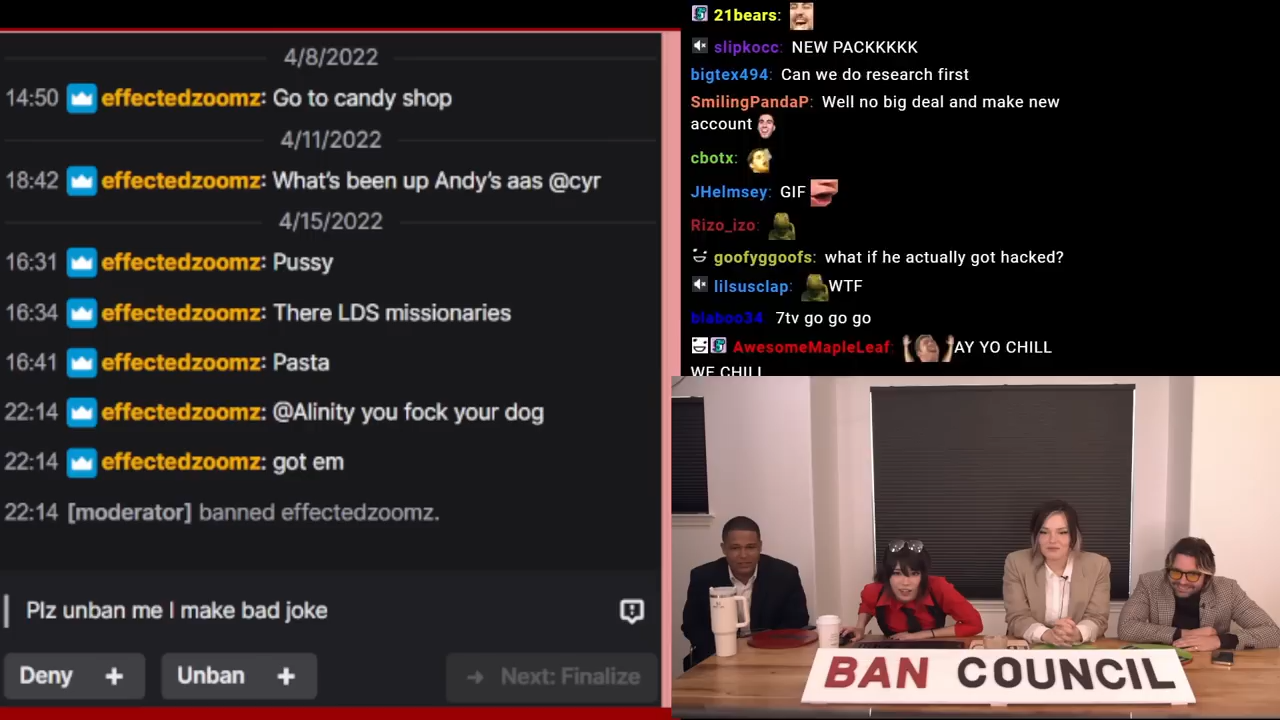 4/8/2022
14:50 effectedzoomz: Go to candy shop
4/11/2022
18:42 effectedzoomz: What's been up Andy's aas @cyr
4/15/2022
16:31 effectedzoomz: Pussy
16:34 effectedzoomz: There LDS missionaries
16:41 effectedzoomz: Pasta
22:14 effectedzoomz: @Alinity you fock your dog
22:14 effectedzoomz: got em
22:14 [moderator] banned effectedzoomz.
Plz unban me I make bad joke
Deny + Unban + → Next: Finalize
21bears:
slipkocc: NEW PACKKKKK
bigtex494: Can we do research first
SmilingPandaP: Well no big deal and make new
account
cbotx:
JHelmsey: GIF
Rizo_izo:
goofyggoofs: what if he actually got hacked?
lilsusclap: WTF
blaboo34: 7tv go go go
AwesomeMapleLeaf: AY YO CHILL
WE CHILL
BAN COUNCIL